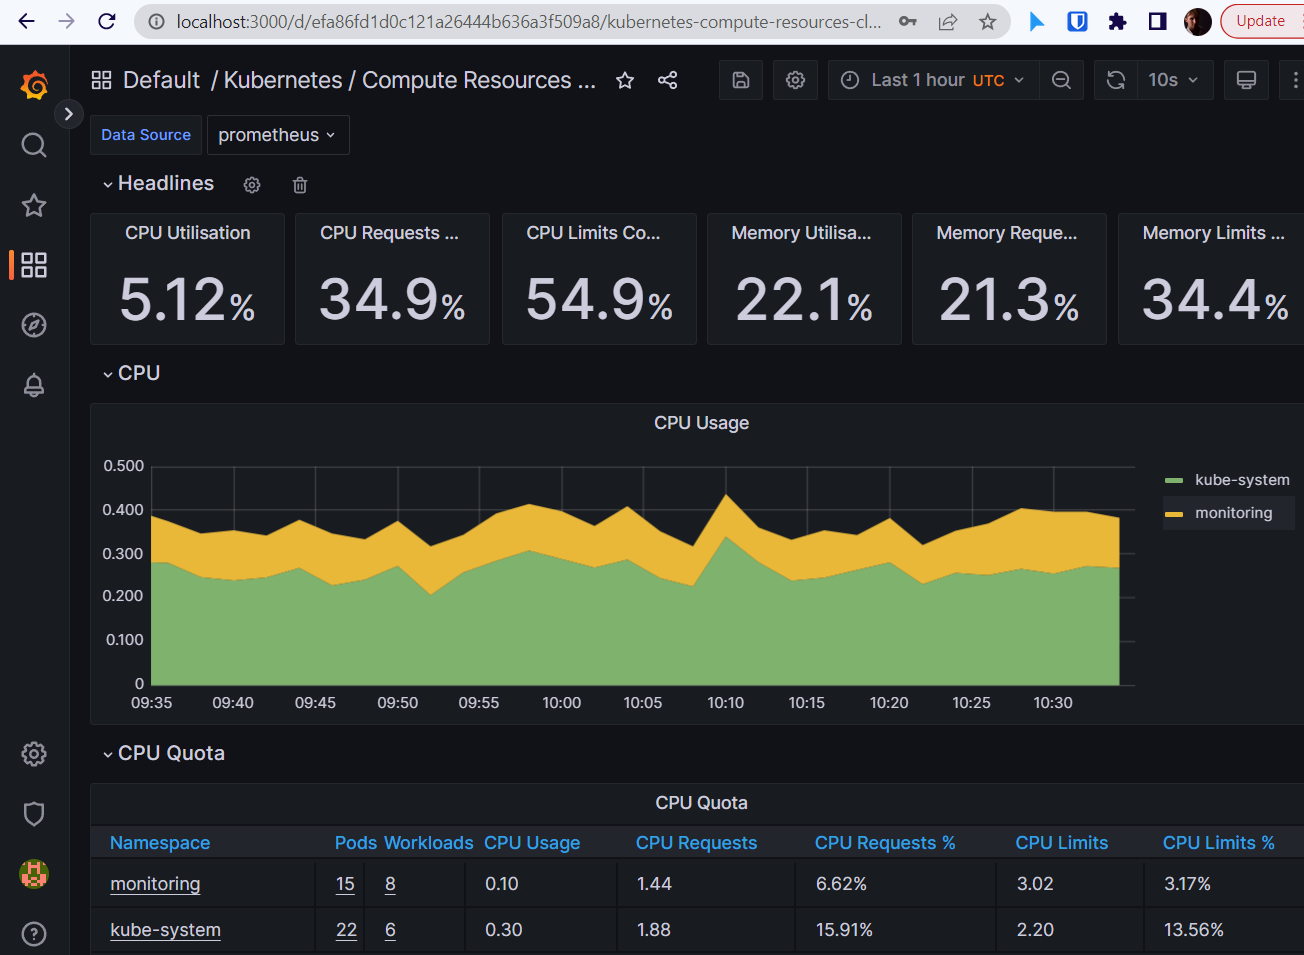 localhost:3000/d/efa86fd1d0c121a26444b636a3f509a8/kubernetes-compute-resources-cl...
Update
Default / Kubernetes / Compute Resources ...
Last 1 hour UTC
10s
Data Source
prometheus
Headlines
CPU Utilisation
CPU Requests ...
CPU Limits Co...
Memory Utilisa...
Memory Reque...
Memory Limits ...
5.12%
34.9%
54.9%
22.1%
21.3%
34.4%
CPU
CPU Usage
0.500
0.400
0.300
0.200
0.100
0
09:35 09:40 09:45 09:50 09:55 10:00 10:05 10:10 10:15 10:20 10:25 10:30
kube-system
monitoring
CPU Quota
CPU Quota
Namespace Pods Workloads CPU Usage CPU Requests CPU Requests % CPU Limits CPU Limits %
monitoring 15 8 0.10 1.44 6.62% 3.02 3.17%
kube-system 22 6 0.30 1.88 15.91% 2.20 13.56%